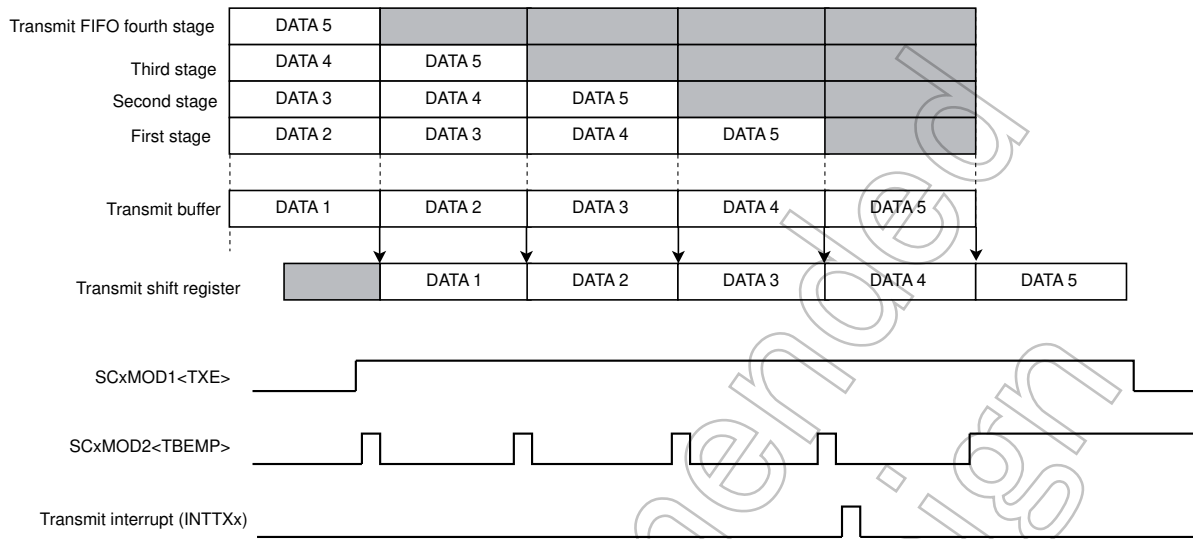 Transmit FIFO fourth stage DATA 5
Third stage DATA 4 DATA 5
Second stage DATA 3 DATA 4 DATA 5
First stage DATA 2 DATA 3 DATA 4 DATA 5
Transmit buffer DATA 1 DATA 2 DATA 3 DATA 4 DATA 5
Transmit shift register DATA 1 DATA 2 DATA 3 DATA 4 DATA 5
SCxMOD1<TXE>
SCxMOD2<TBEMP>
Transmit interrupt (INTTXx)